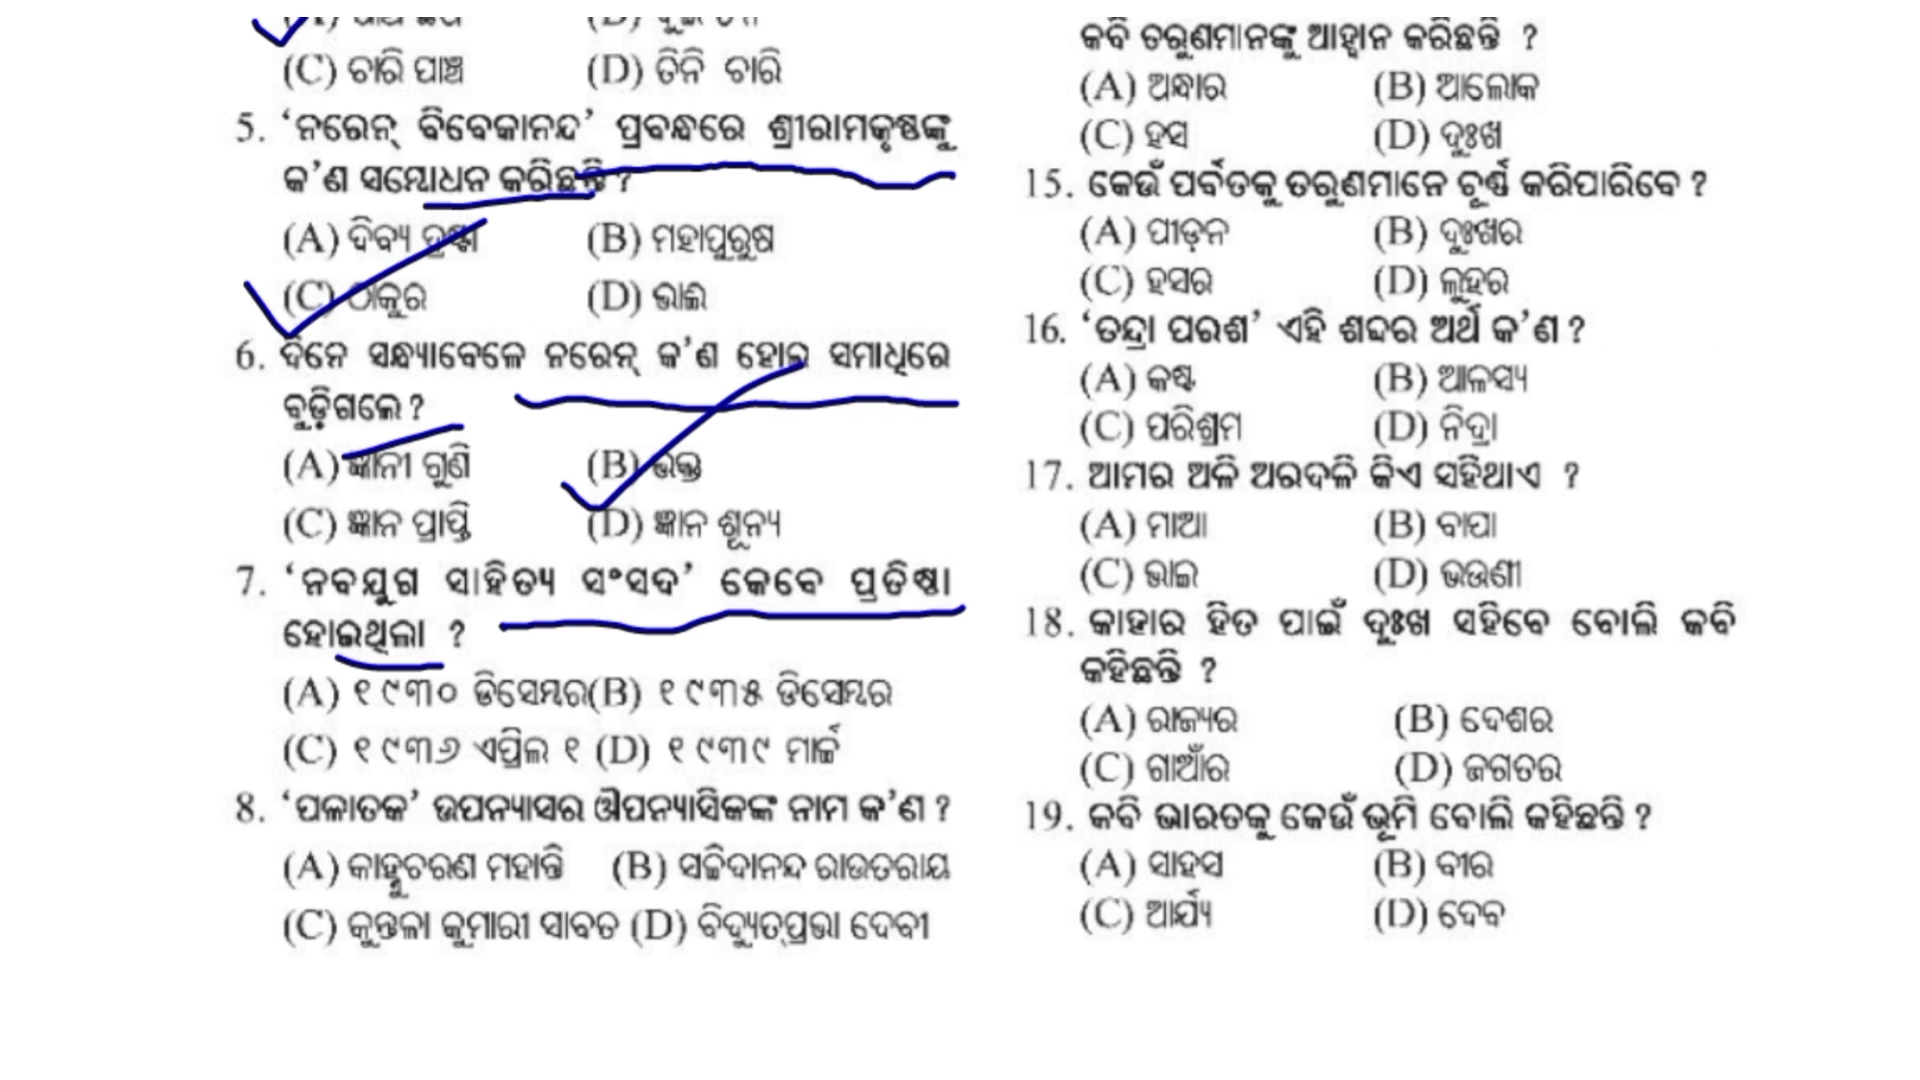 (C) ଚାରି ପାଞ୍ଚ (D) ତିନି ଚାରି
5. ‘ନରେନ୍ ବିବେକାନନ୍ଦ’ ପ୍ରବନ୍ଧରେ ଶ୍ରୀରାମକୃଷ୍ଣଙ୍କୁ
କ’ଣ ସମ୍ବୋଧନ କରିଛନ୍ତି ?
(A) ଦିବ୍ୟ ଦ୍ରଷ୍ଟା (B) ମହାପୁରୁଷ
(C) ଠାକୁର (D) ଭାଈ
6. ଦିନେ ସନ୍ଧ୍ୟାବେଳେ ନରେନ୍ କ’ଣ ହୋଇ ସମାଧିରେ
ବୁଡ଼ିଗଲେ ?
(A) ଜ୍ଞାନୀ ଗୁଣି (B) ଭକ୍ତ
(C) ଜ୍ଞାନ ପ୍ରାପ୍ତି (D) ଜ୍ଞାନ ଶୂନ୍ୟ
7. ‘ନବଯୁଗ ସାହିତ୍ୟ ସଂସଦ’ କେବେ ପ୍ରତିଷ୍ଠା
ହୋଇଥିଲା ?
(A) ୧୯୩୦ ଡିସେମ୍ବର(B) ୧୯୩୫ ଡିସେମ୍ବର
(C) ୧୯୩୬ ଏପ୍ରିଲ ୧ (D) ୧୯୩୯ ମାର୍ଚ୍ଚ
8. ‘ପଳାତକ’ ଉପନ୍ୟାସର ଔପନ୍ୟାସିକଙ୍କ ନାମ କ’ଣ ?
(A) କାହ୍ନୁଚରଣ ମହାନ୍ତି (B) ସଚ୍ଚିଦାନନ୍ଦ ରାଉତରାୟ
(C) କୁନ୍ତଳା କୁମାରୀ ସାବତ (D) ବିଦ୍ୟୁତ୍‌ପ୍ରଭା ଦେବୀ
କବି ତରୁଣମାନଙ୍କୁ ଆହ୍ୱାନ କରିଛନ୍ତି ?
(A) ଅନ୍ଧାର (B) ଆଲୋକ
(C) ହସ (D) ଦୁଃଖ
15. କେଉଁ ପର୍ବତକୁ ତରୁଣମାନେ ଚୂର୍ଣ୍ଣ କରିପାରିବେ ?
(A) ପୀଡ଼ନ (B) ଦୁଃଖର
(C) ହସର (D) ଲୁହର
16. ‘ତନ୍ଦ୍ରା ପରଶ’ ଏହି ଶବ୍ଦର ଅର୍ଥ କ’ଣ ?
(A) କଷ୍ଟ (B) ଆଳସ୍ୟ
(C) ପରିଶ୍ରମ (D) ନିଦ୍ରା
17. ଆମର ଅଳି ଅରଦଳି କିଏ ସହିଥାଏ ?
(A) ମାଆ (B) ବାପା
(C) ଭାଇ (D) ଭଉଣୀ
18. କାହାର ହିତ ପାଇଁ ଦୁଃଖ ସହିବେ ବୋଲି କବି
କହିଛନ୍ତି ?
(A) ରାଜ୍ୟର (B) ଦେଶର
(C) ଗାଆଁର (D) ଜଗତର
19. କବି ଭାରତକୁ କେଉଁ ଭୂମି ବୋଲି କହିଛନ୍ତି ?
(A) ସାହସ (B) ବୀର
(C) ଆର୍ଯ୍ୟ (D) ଦେବ